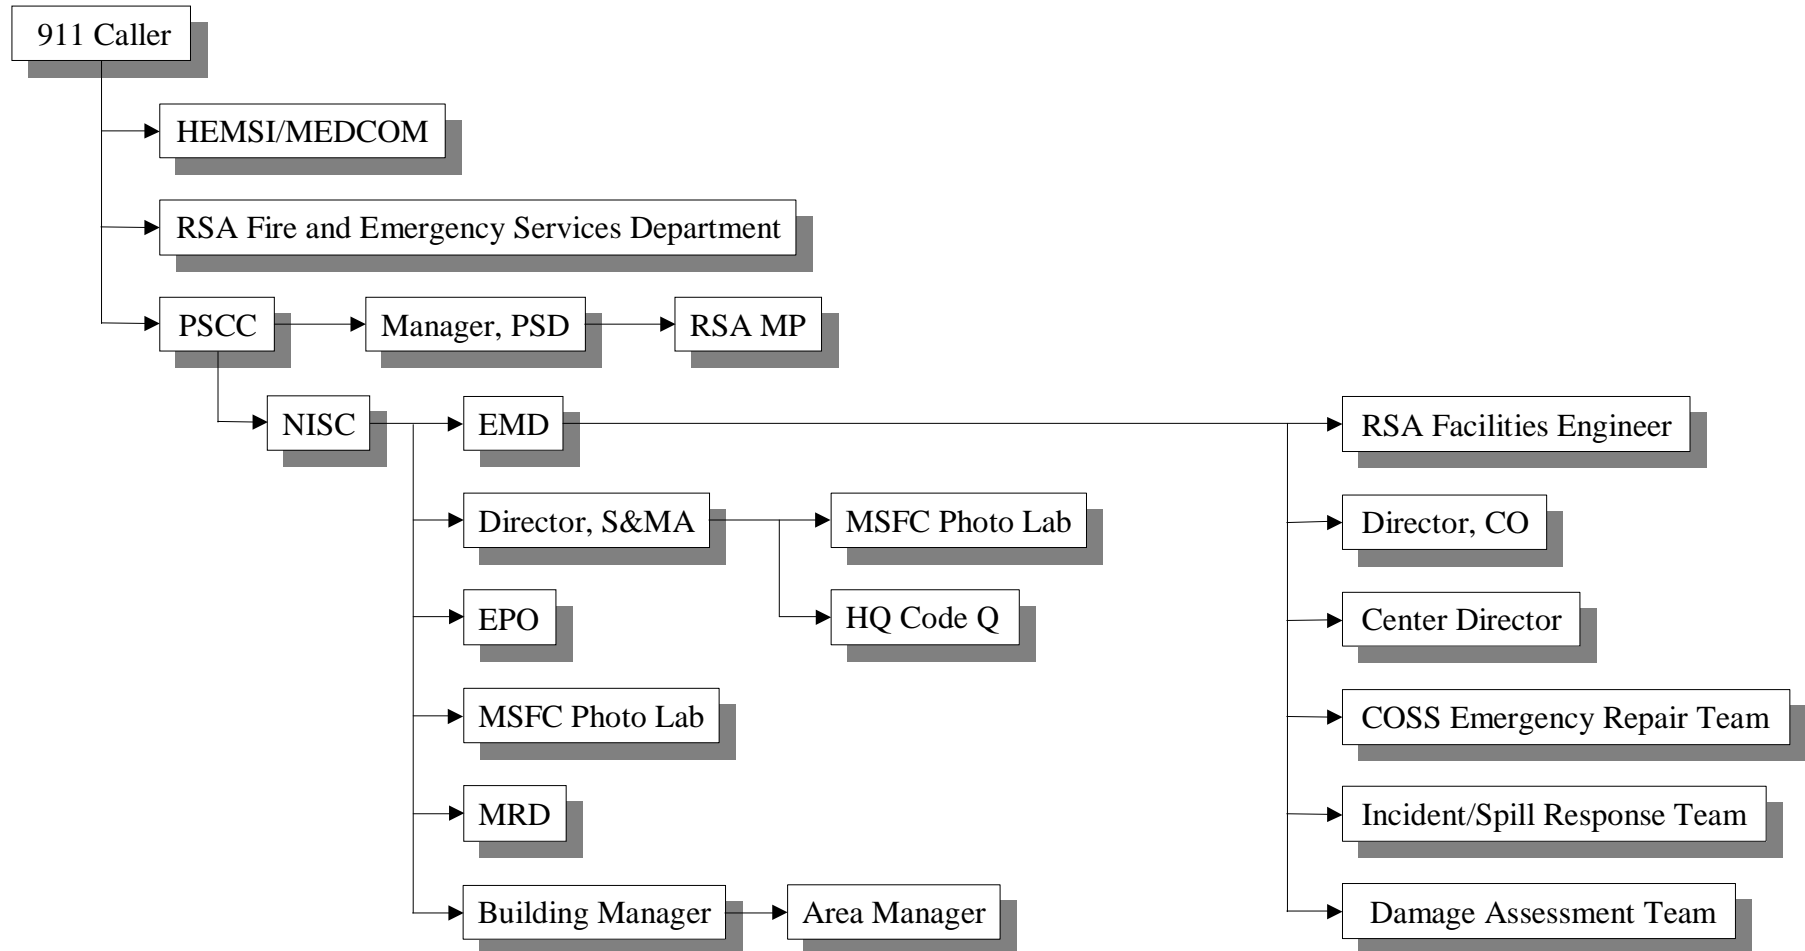 911 Caller
HEMSI/MEDCOM
RSA Fire and Emergency Services Department
PSCC
Manager, PSD
RSA MP
NISC
EMD
RSA Facilities Engineer
Director, S&MA
MSFC Photo Lab
Director, CO
EPO
HQ Code Q
Center Director
MSFC Photo Lab
COSS Emergency Repair Team
MRD
Incident/Spill Response Team
Building Manager
Area Manager
Damage Assessment Team